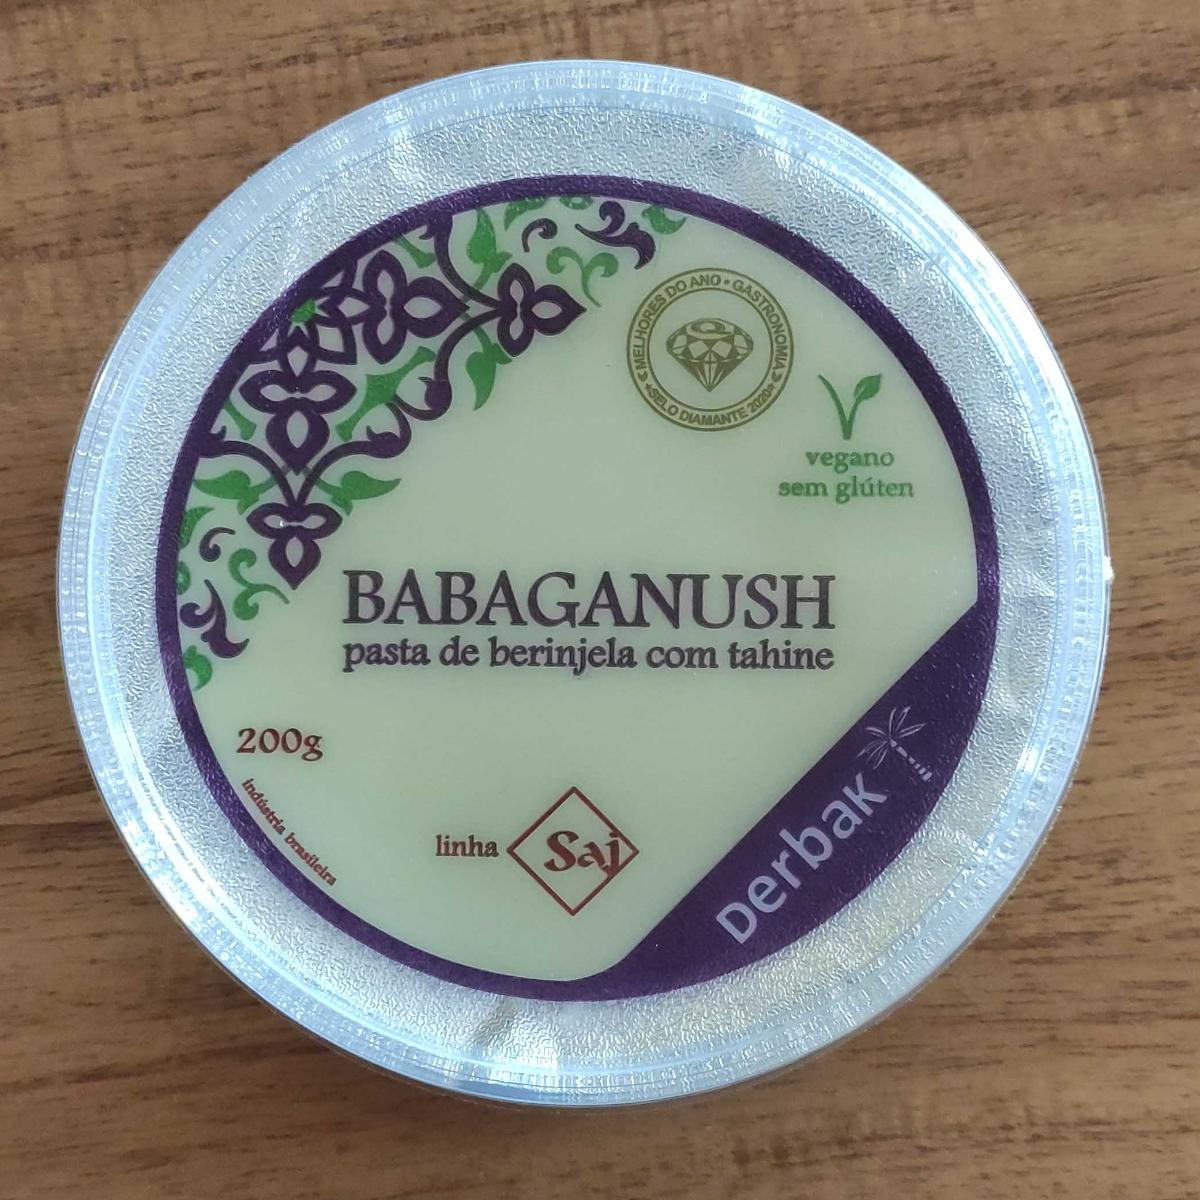 MELHORES DO ANO • GASTRONOMIA
SELO DIAMANTE 2020
vegano
sem glúten
BABAGANUSH
pasta de berinjela com tahine
200g
indústria brasileira
linha Saj
Derbak